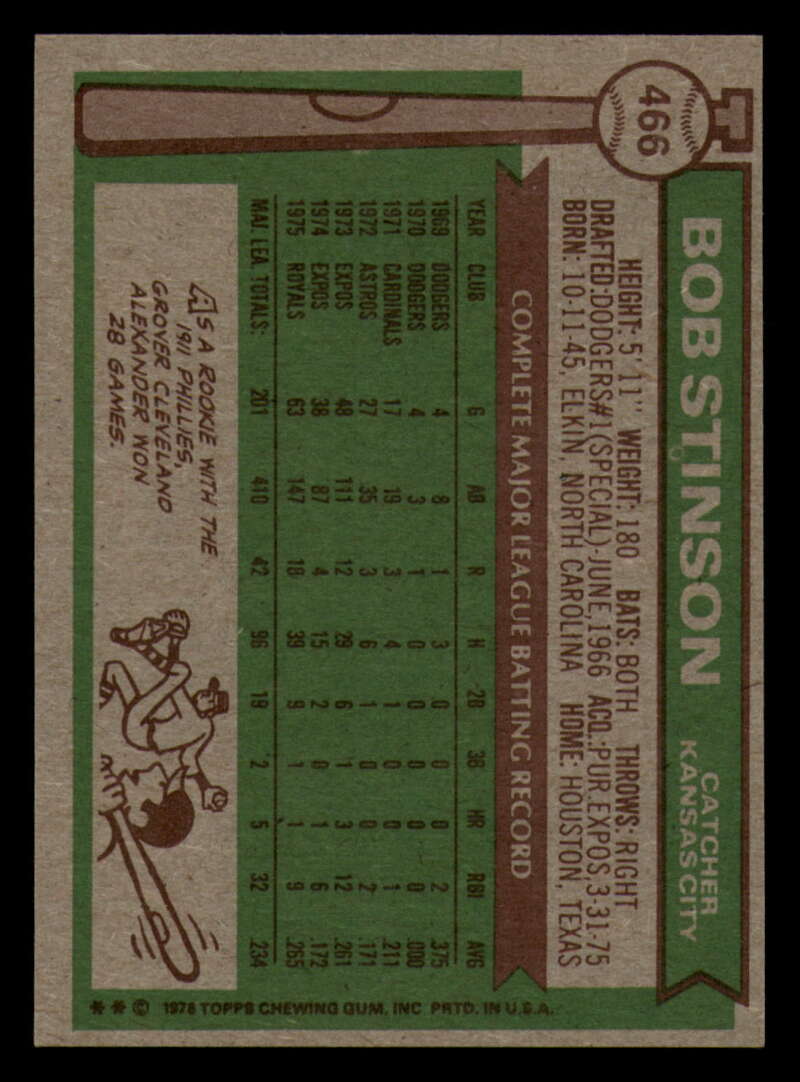 466
BOB STINSON
CATCHER
KANSAS CITY
HEIGHT: 5' 11" WEIGHT: 180 BATS: BOTH THROWS: RIGHT
DRAFTED: DODGERS#1(SPECIAL)-JUNE, 1966 ACQ.: PUR. EXPOS, 3-31-75
BORN: 10-11-45, ELKIN, NORTH CAROLINA HOME: HOUSTON, TEXAS
COMPLETE MAJOR LEAGUE BATTING RECORD
YEAR CLUB G AB R H 2B 3B HR RBI AVG
1969 DODGERS 4 8 1 3 0 0 0 2 .375
1970 DODGERS 4 3 1 0 0 0 0 0 .000
1971 CARDINALS 17 19 3 4 1 0 0 1 .211
1972 ASTROS 27 35 3 6 1 0 0 2 .171
1973 EXPOS 48 111 12 29 6 1 3 12 .261
1974 EXPOS 38 87 4 15 2 0 1 6 .172
1975 ROYALS 63 147 18 39 9 1 1 9 .265
MAJ. LEA. TOTALS: 201 410 42 96 19 2 5 32 .234
AS A ROOKIE WITH THE
1911 PHILLIES,
GROVER CLEVELAND
ALEXANDER WON
28 GAMES.
** © 1976 TOPPS CHEWING GUM, INC PRTD. IN U.S.A.